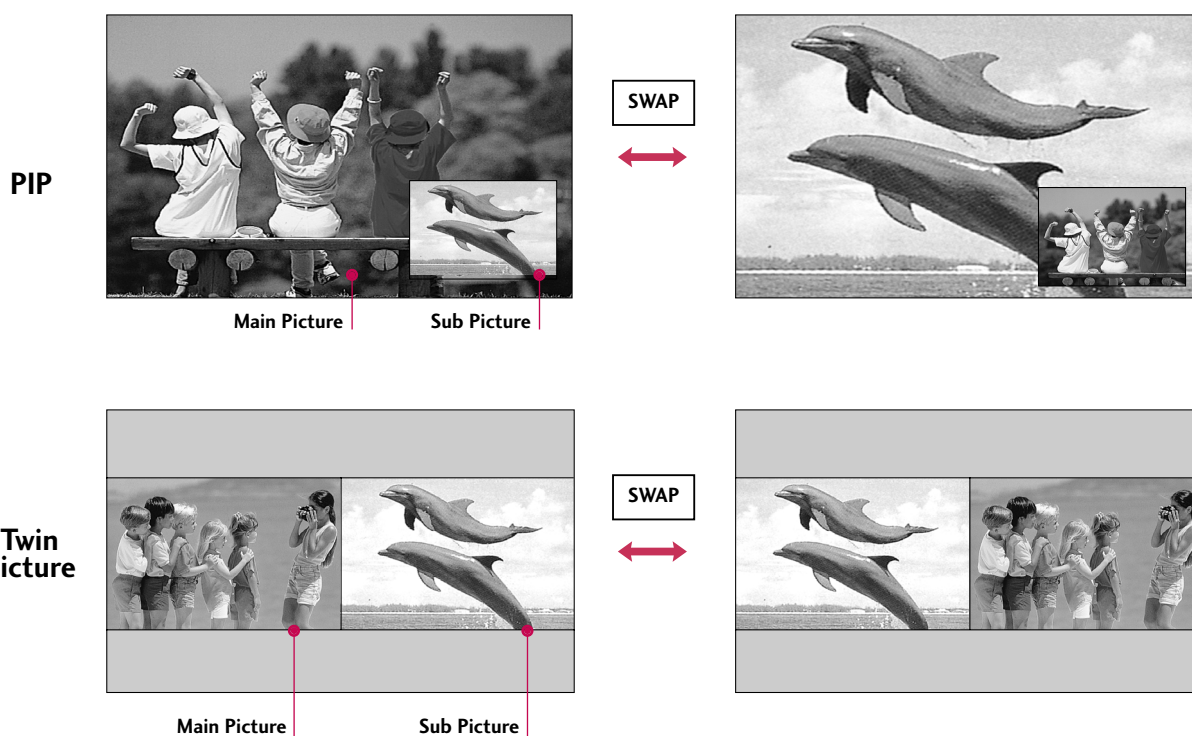 SWAP
PIP
Main Picture
Sub Picture
SWAP
Twin
icture
Main Picture
Sub Picture